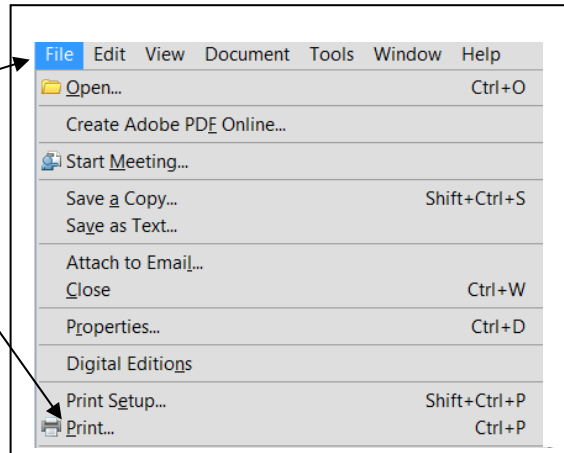 File Edit View Document Tools Window Help
Open... Ctrl+O
Create Adobe PDF Online...
Start Meeting...
Save a Copy... Shift+Ctrl+S
Save as Text...
Attach to Email...
Close Ctrl+W
Properties... Ctrl+D
Digital Editions
Print Setup... Shift+Ctrl+P
Print... Ctrl+P